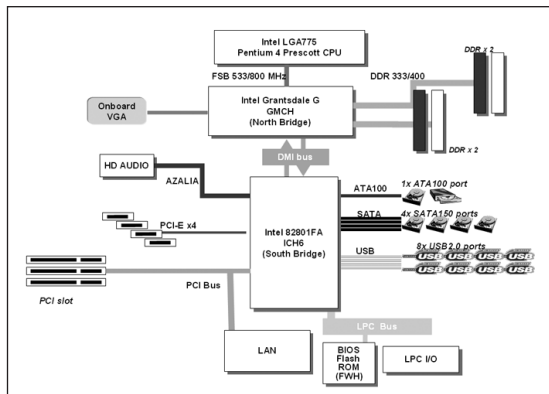 Intel LGA775
Pentium 4 Prescott CPU
DDR x 2
FSB 533/800 MHz
DDR 333/400
Onboard
VGA
Intel Grantsdale G
GMCH
(North Bridge)
DDR x 2
DMI bus
HD AUDIO
AZALIA
ATA100
1x ATA100 port
SATA
4x SATA150 ports
PCI-E x4
Intel 82801FA
ICH6
(South Bridge)
USB
8x USB2.0 ports
USB USB USB USB
USB USB USB USB
PCI slot
PCI Bus
LPC Bus
LAN
BIOS
Flash
ROM
(FWH)
LPC I/O